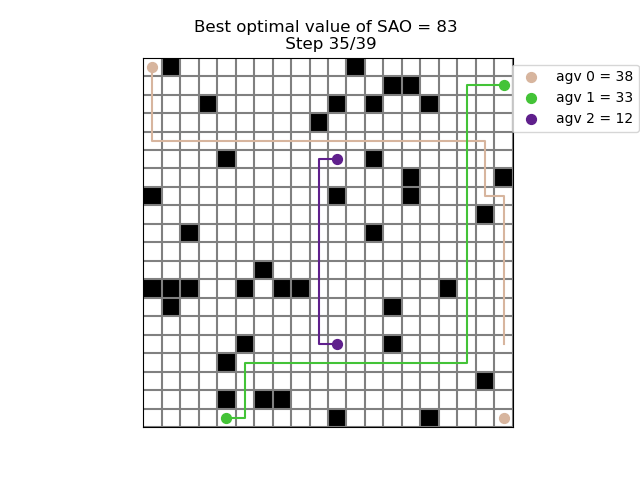 Best optimal value of SAO = 83
Step 35/39
agv 0 = 38
agv 1 = 33
agv 2 = 12